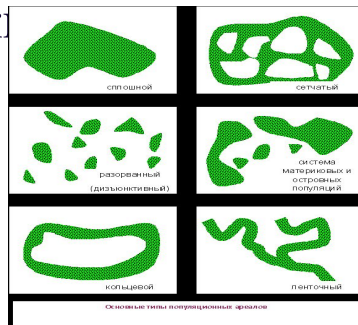 сплошной
сетчатый
разорванный
(дизъюнктивный)
система
материковых и
островных
популяций
кольцевой
ленточный
Основные типы популяционных ареалов